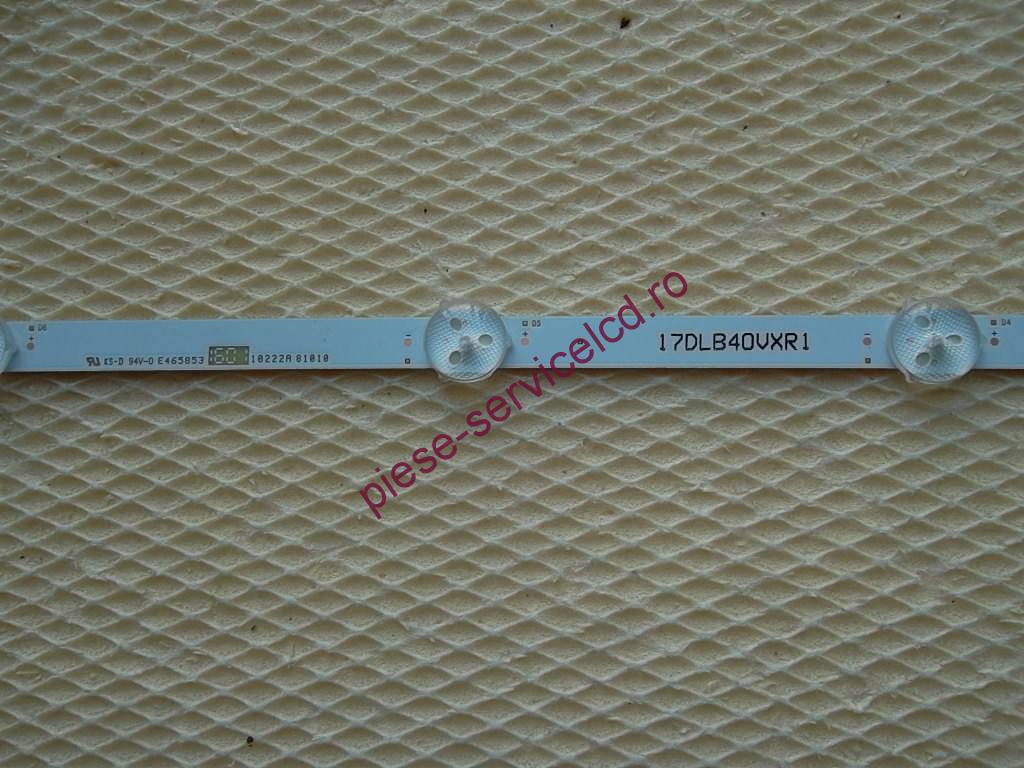 D6
D5
D4
KS-D 94V-0 E465853
10222A 81010
17DLB40VXR1
piese-servicelcd.ro